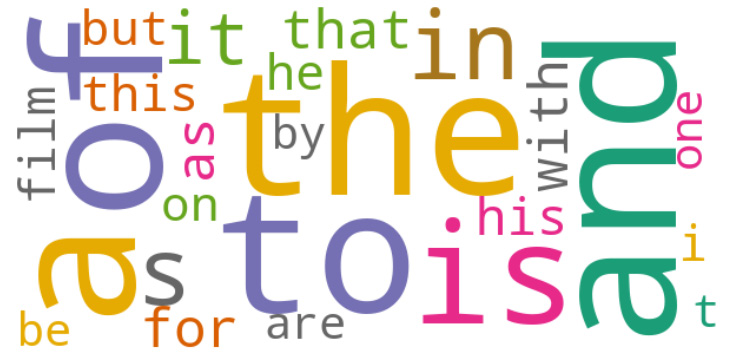 but
it
that
in
of
this
he
the
and
film
as
by
with
one
on
to
his
a
s
is
i
be
for
are
t